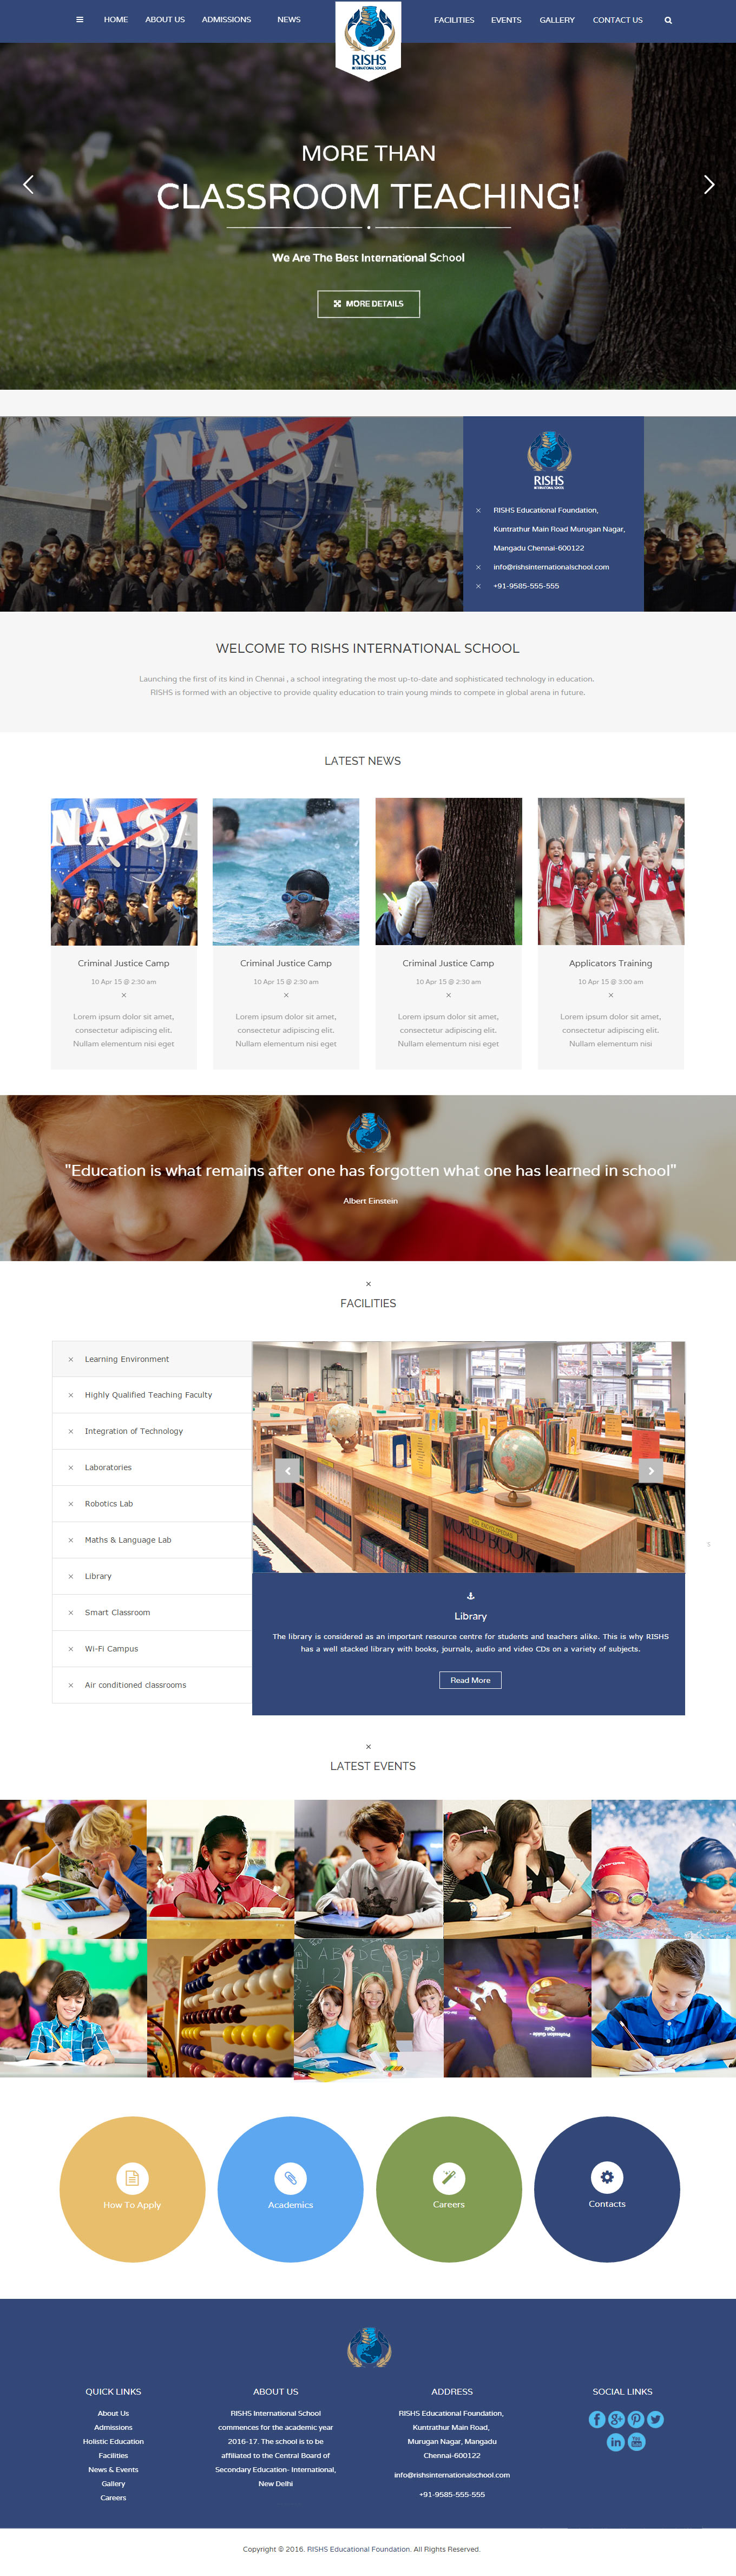 HOME ABOUT US ADMISSIONS NEWS
RISHS
INTERNATIONAL SCHOOL
FACILITIES EVENTS GALLERY CONTACT US
MORE THAN
CLASSROOM TEACHING!
We Are The Best International School
MORE DETAILS
NASA
RISHS
INTERNATIONAL SCHOOL
RISHS Educational Foundation,
Kuntrathur Main Road Murugan Nagar,
Mangadu Chennai-600122
info@rishsinternationalschool.com
+91-9585-555-555
WELCOME TO RISHS INTERNATIONAL SCHOOL
Launching the first of its kind in Chennai , a school integrating the most up-to-date and sophisticated technology in education.
RISHS is formed with an objective to provide quality education to train young minds to compete in global arena in future.
LATEST NEWS
NASA
Criminal Justice Camp
10 Apr 15 @ 2:30 am
Lorem ipsum dolor sit amet,
consectetur adipiscing elit.
Nullam elementum nisi eget
Criminal Justice Camp
10 Apr 15 @ 2:30 am
Lorem ipsum dolor sit amet,
consectetur adipiscing elit.
Nullam elementum nisi eget
Criminal Justice Camp
10 Apr 15 @ 2:30 am
Lorem ipsum dolor sit amet,
consectetur adipiscing elit.
Nullam elementum nisi eget
Applicators Training
10 Apr 15 @ 3:00 am
Lorem ipsum dolor sit amet,
consectetur adipiscing elit.
Nullam elementum nisi
"Education is what remains after one has forgotten what one has learned in school"
Albert Einstein
FACILITIES
Learning Environment
Highly Qualified Teaching Faculty
Integration of Technology
Laboratories
Robotics Lab
Maths & Language Lab
Library
Smart Classroom
Wi-Fi Campus
Air conditioned classrooms
WORLD BOOK
s
Library
The library is considered as an important resource centre for students and teachers alike. This is why RISHS
has a well stacked library with books, journals, audio and video CDs on a variety of subjects.
Read More
LATEST EVENTS
How To Apply
Academics
Careers
Contacts
QUICK LINKS
About Us
Admissions
Holistic Education
Facilities
News & Events
Gallery
Careers
ABOUT US
RISHS International School
commences for the academic year
2016-17. The school is to be
affiliated to the Central Board of
Secondary Education- International,
New Delhi
ADDRESS
RISHS Educational Foundation,
Kuntrathur Main Road,
Murugan Nagar, Mangadu
Chennai-600122
info@rishsinternationalschool.com
+91-9585-555-555
SOCIAL LINKS
Copyright © 2016. RISHS Educational Foundation. All Rights Reserved.